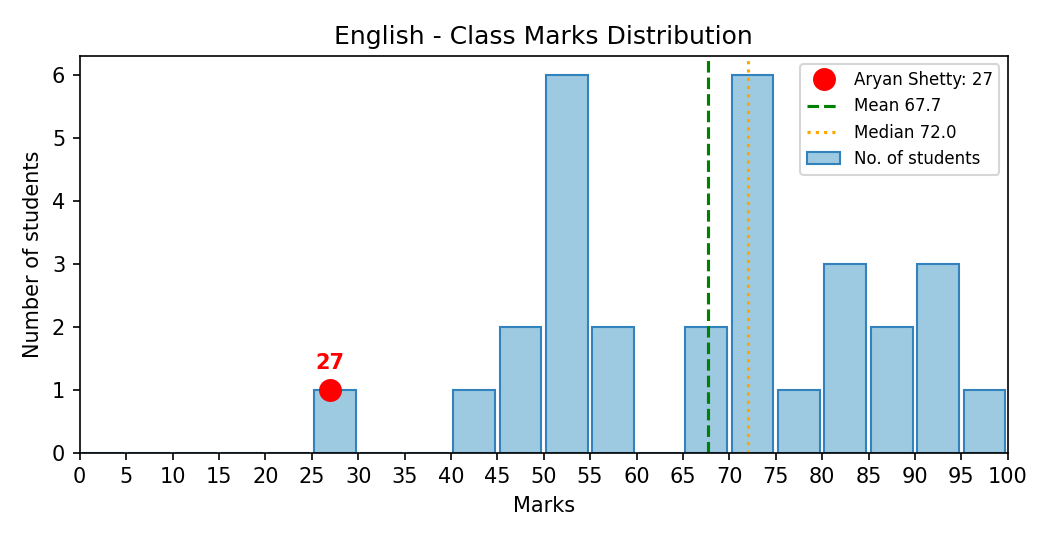 English - Class Marks Distribution
Number of students
6
5
4
3
2
1
0
Aryan Shetty: 27
Mean 67.7
Median 72.0
No. of students
27
0 5 10 15 20 25 30 35 40 45 50 55 60 65 70 75 80 85 90 95 100
Marks